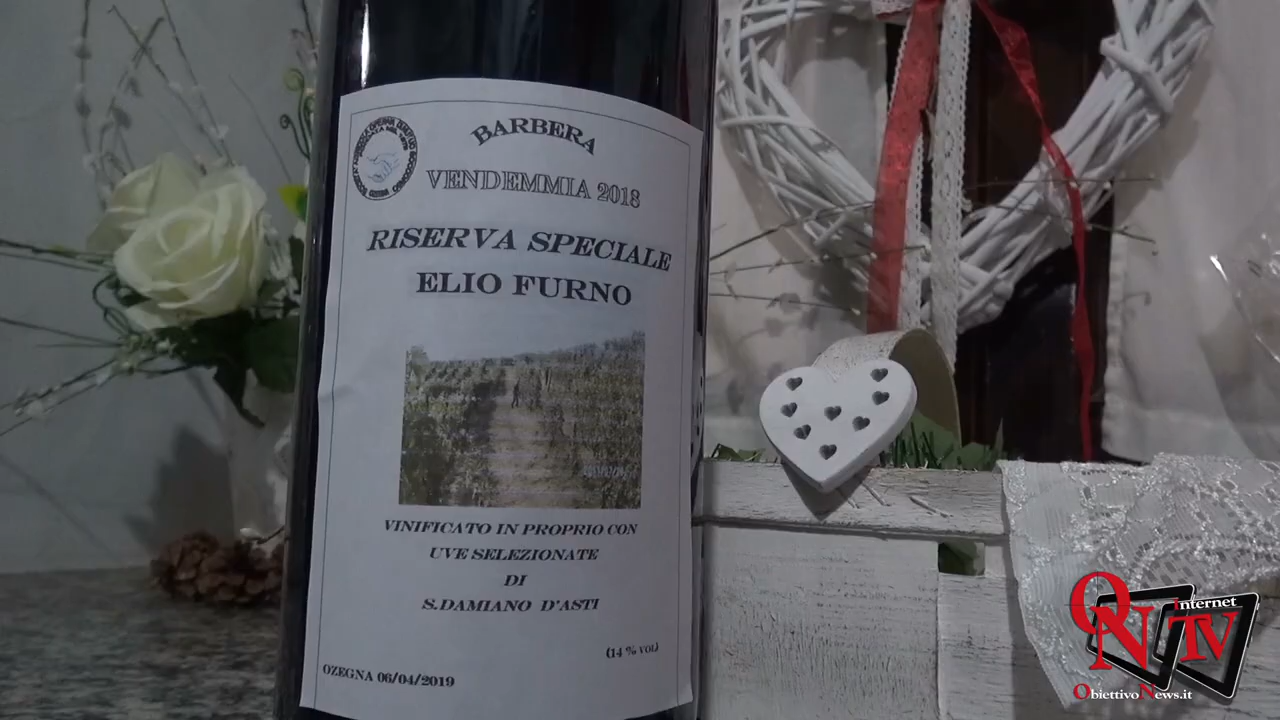 BARBERA
VENDEMMIA 2018
RISERVA SPECIALE
ELIO FURNO
VINIFICATO IN PROPRIO CON
UVE SELEZIONATE
DI
S.DAMIANO D'ASTI
(14 % vol)
OZEGNA 06/04/2019
ON
Internet
TV
ObiettivoNews.it